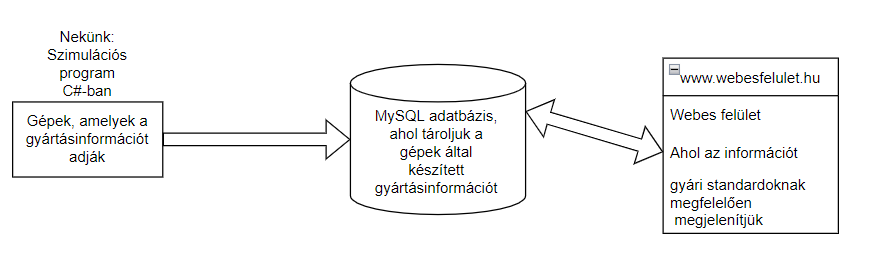 Nekünk:
Szimulációs
program
C#-ban
Gépek, amelyek a
gyártásinformációt
adják
MySQL adatbázis,
ahol tároljuk a
gépek által
készített
gyártásinformációt
www.webesfelulet.hu
Webes felület
Ahol az információt
gyári standardoknak
megfelelően
megjelenítjük